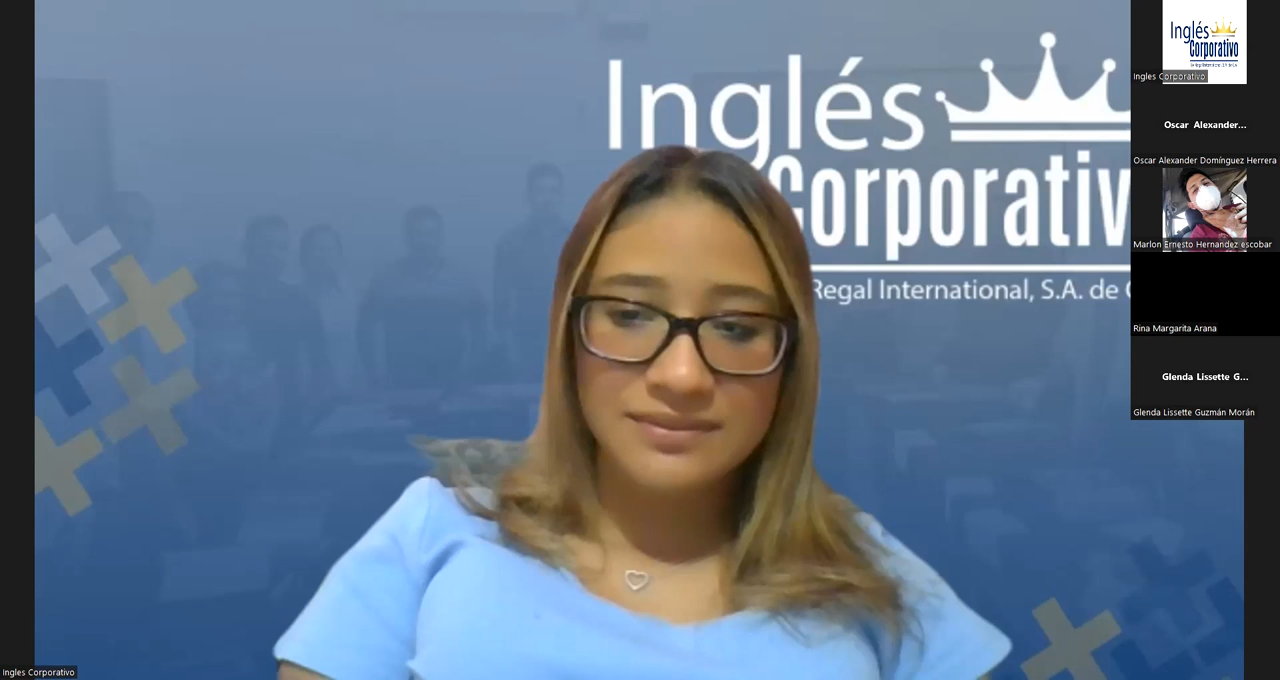 Inglés
Corporativ
Regal International, S.A. de C
Ingles Corporativo
Inglés
Corporativo
Ingles Corporativo
Oscar Alexander...
Oscar Alexander Domínguez Herrera
Marlon Ernesto Hernandez escobar
Rina Margarita Arana
Glenda Lissette G...
Glenda Lissette Guzmán Morán